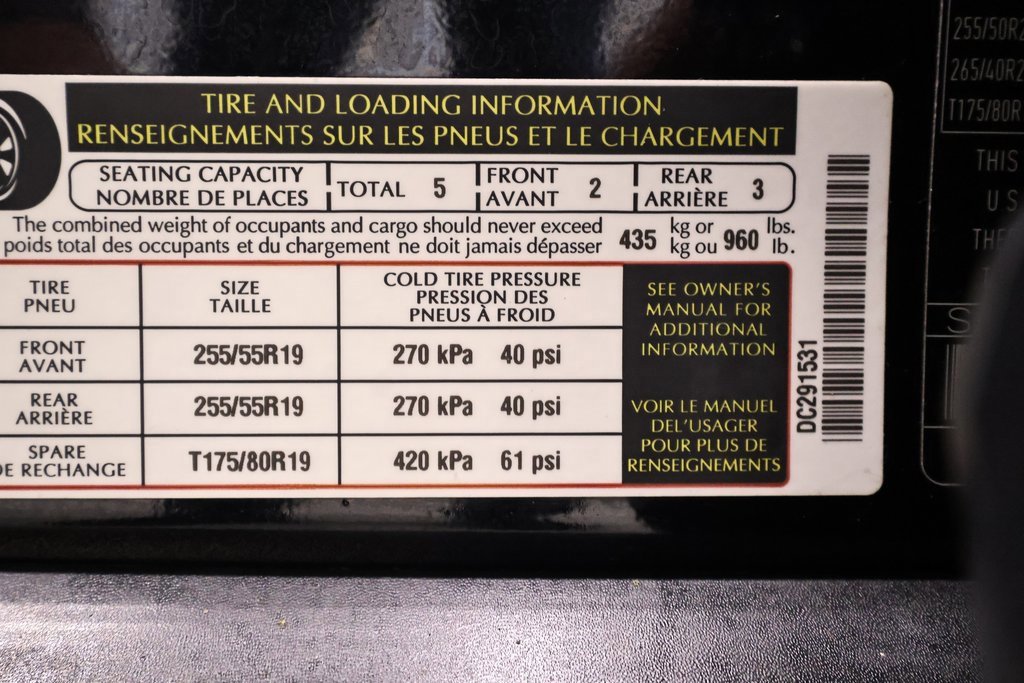 TIRE AND LOADING INFORMATION
RENSEIGNEMENTS SUR LES PNEUS ET LE CHARGEMENT
SEATING CAPACITY
NOMBRE DE PLACES
TOTAL 5
FRONT
AVANT 2
REAR
ARRIÈRE 3
The combined weight of occupants and cargo should never exceed
poids total des occupants et du chargement ne doit jamais dépasser
435 kg or 960 lbs.
kg ou lb.
TIRE
PNEU
SIZE
TAILLE
COLD TIRE PRESSURE
PRESSION DES
PNEUS À FROID
FRONT
AVANT
255/55R19
270 kPa 40 psi
REAR
ARRIÈRE
255/55R19
270 kPa 40 psi
SPARE
DE RECHANGE
T175/80R19
420 kPa 61 psi
SEE OWNER'S
MANUAL FOR
ADDITIONAL
INFORMATION
VOIR LE MANUEL
DEL'USAGER
POUR PLUS DE
RENSEIGNEMENTS
DC291531
255/50R2
265/40R2
T175/80R
THIS
U S
THE
S